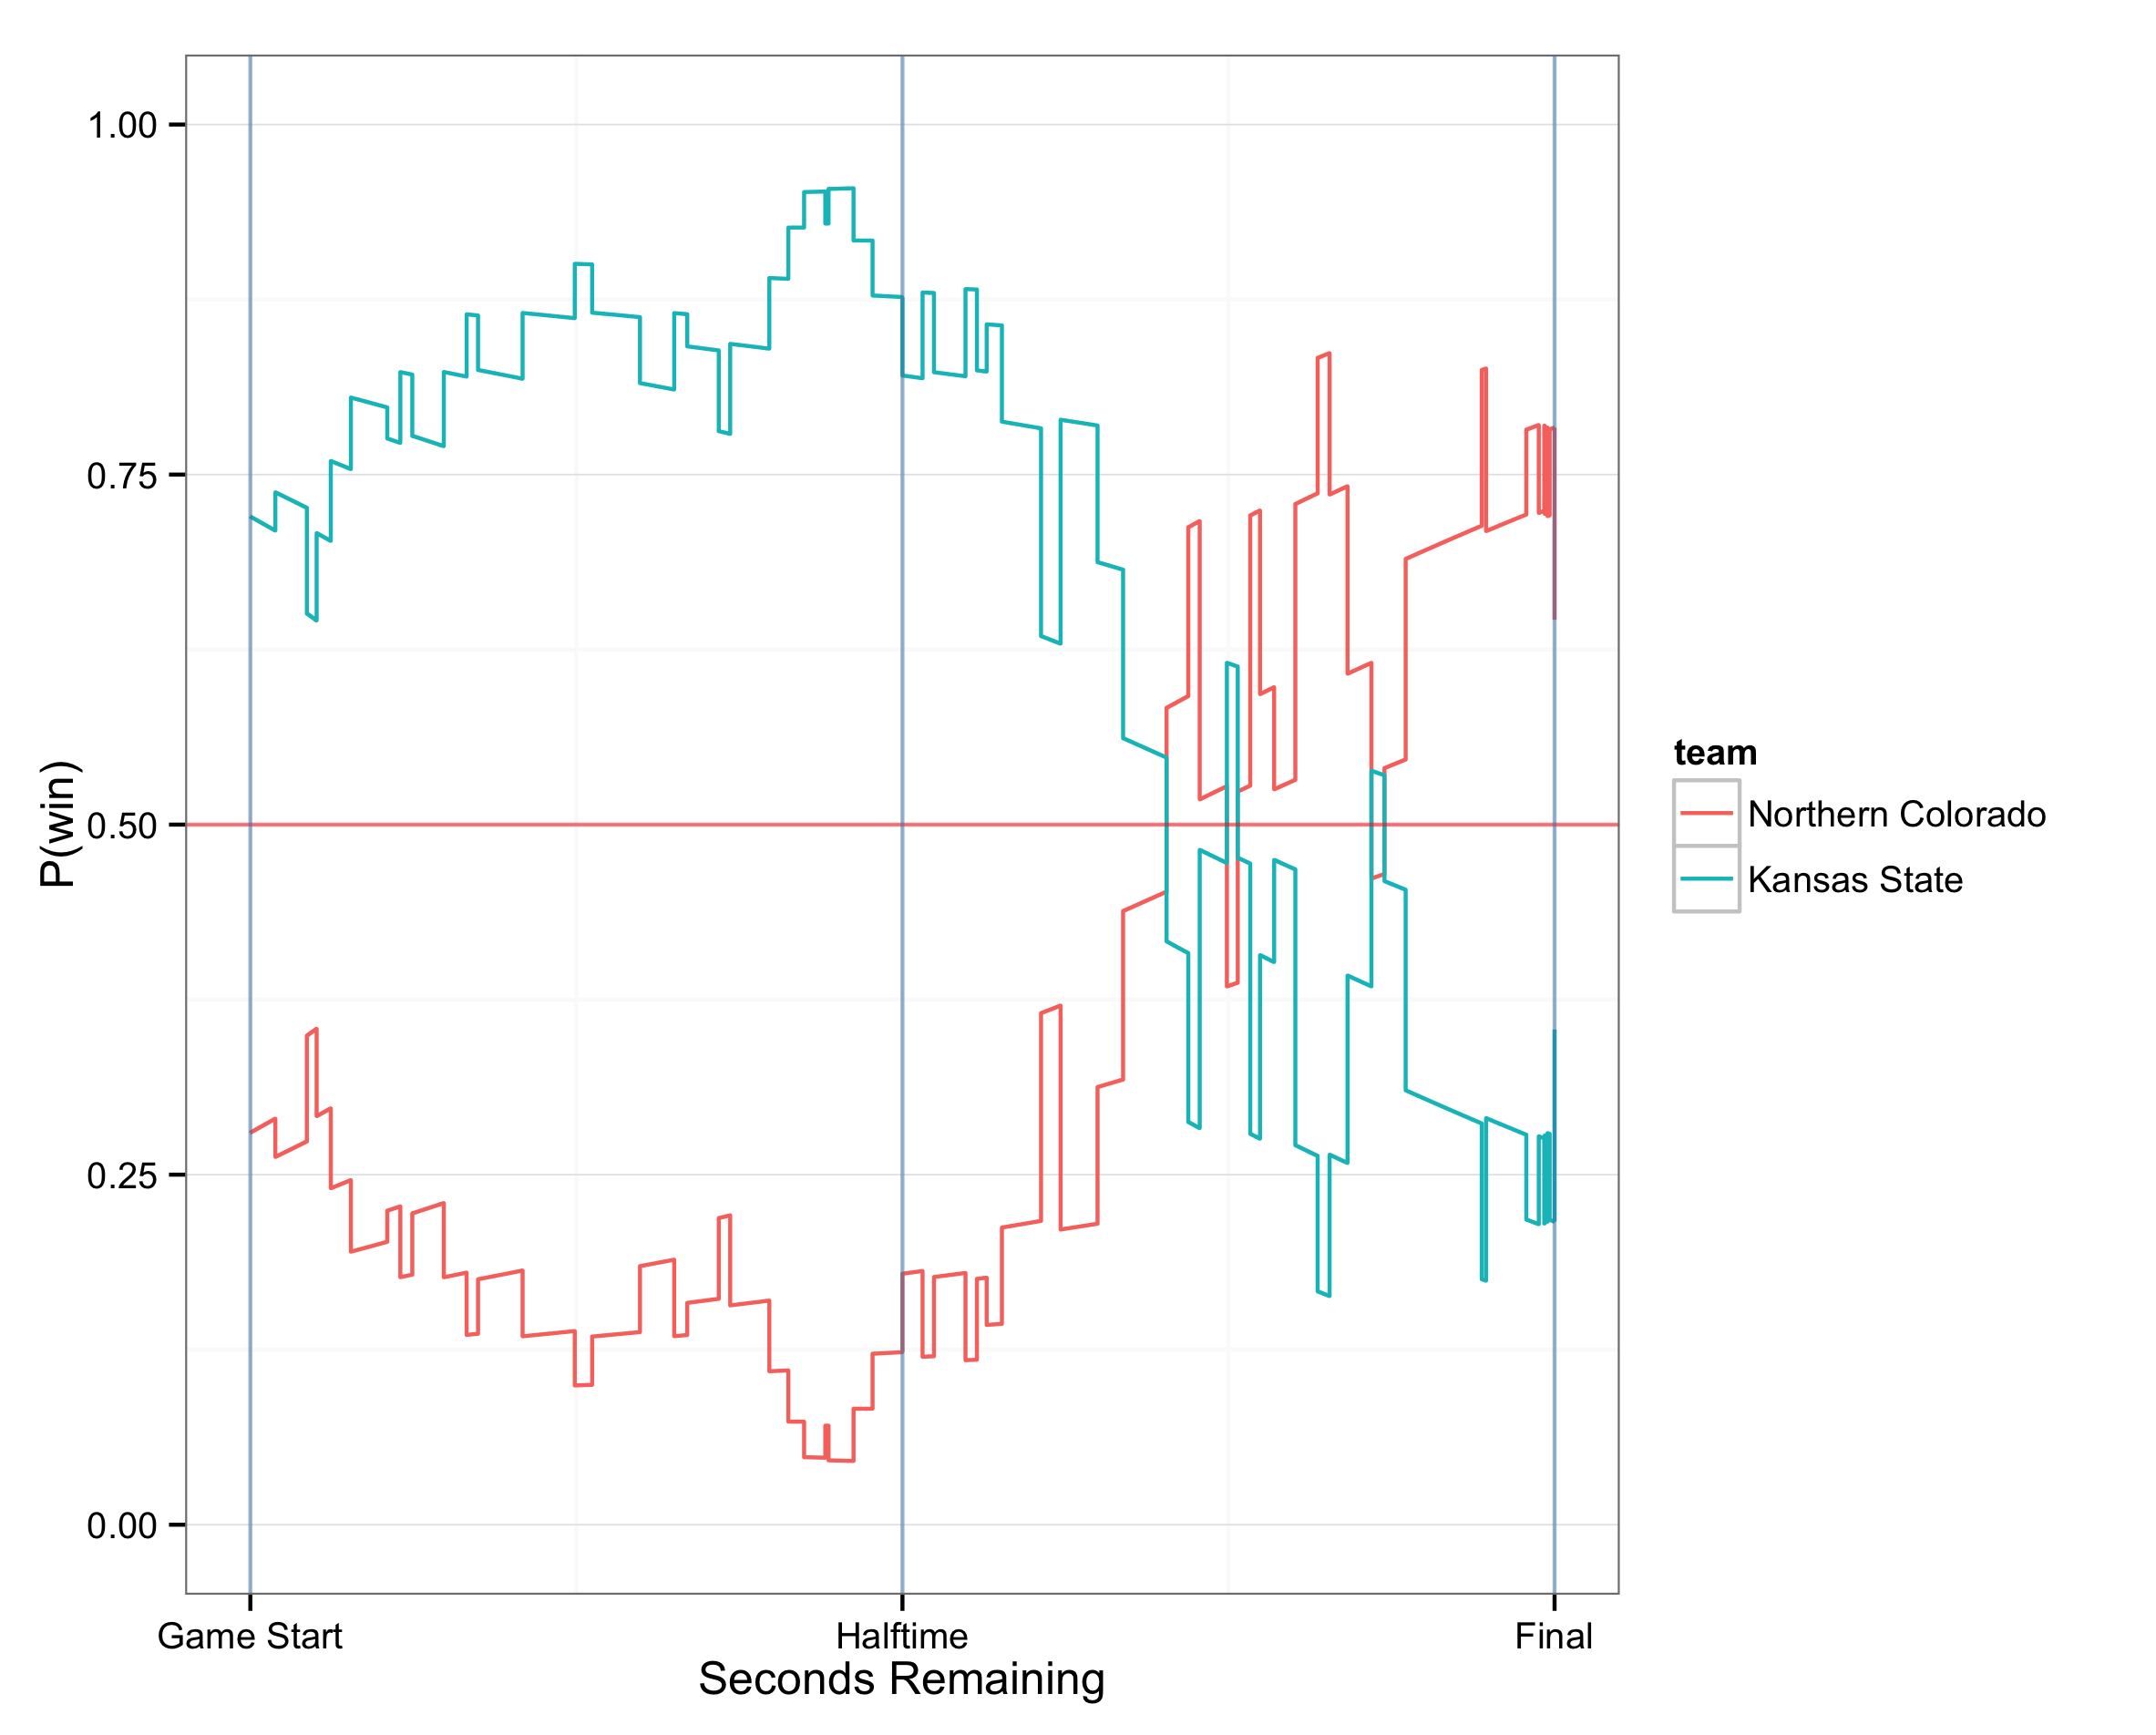 1.00
0.75
0.50
0.25
0.00
P(win)
Game Start
Halftime
Final
Seconds Remaining
team
Northern Colorado
Kansas State